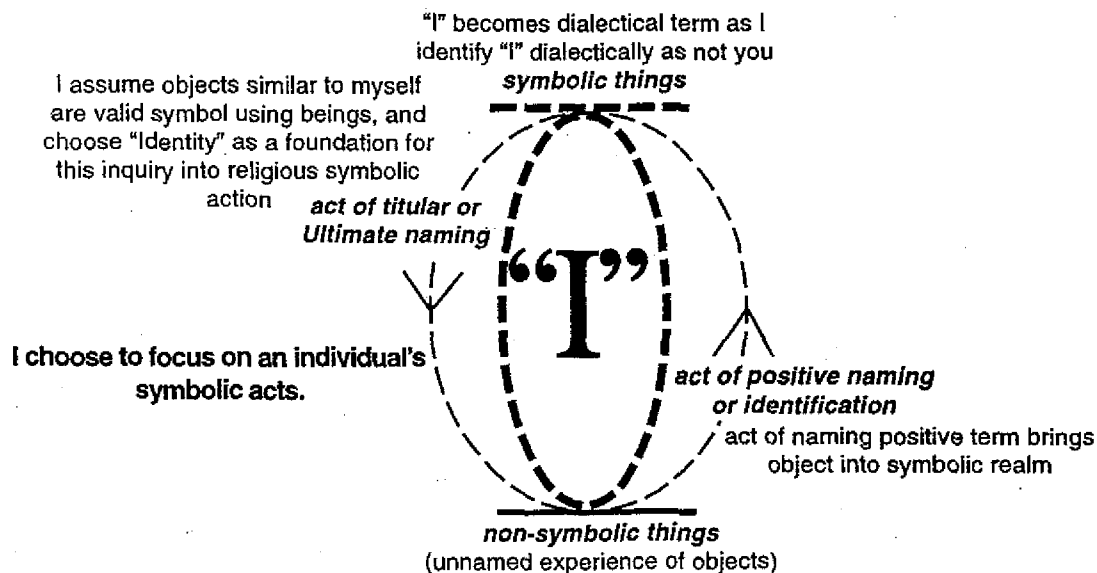 “I” becomes dialectical term as I
identify “I” dialectically as not you
symbolic things
I assume objects similar to myself
are valid symbol using beings, and
choose “Identity” as a foundation for
this inquiry into religious symbolic
action
act of titular or
Ultimate naming
“I”
I choose to focus on an individual’s
symbolic acts.
act of positive naming
or identification
act of naming positive term brings
object into symbolic realm
non-symbolic things
(unnamed experience of objects)